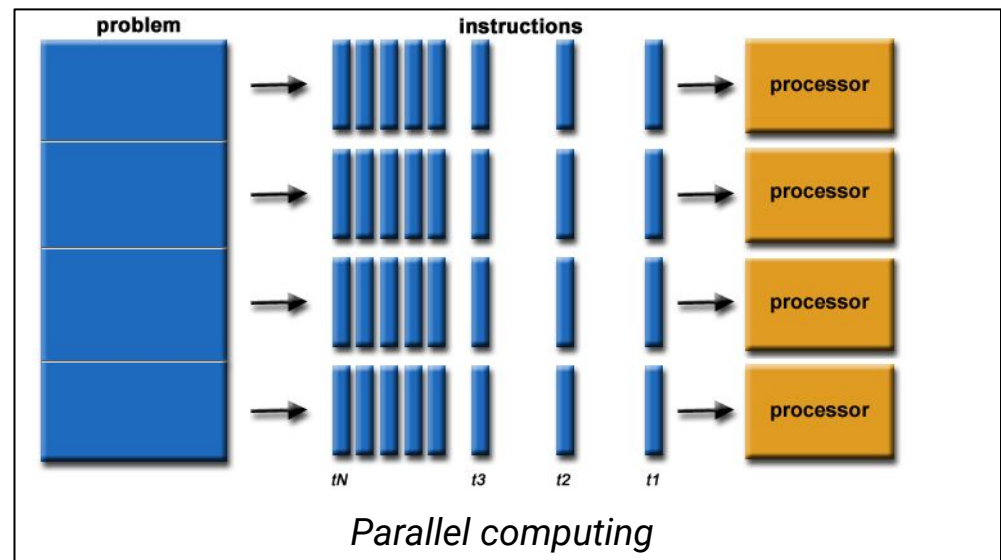 problem
instructions
processor
processor
processor
processor
tN t3 t2 t1
Parallel computing